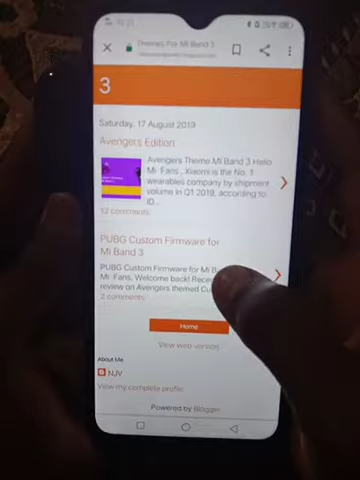 Themes For Mi Band 3
3
Saturday, 17 August 2019
Avengers Edition
Avengers Theme MI Band 3 Hello
Mi Fans , Xiaomi is the No. 1
wearables company by shipment
volume in Q1 2019, according to
ID...
12 comments:
PUBG Custom Firmware for
Mi Band 3
PUBG Custom Firmware for Mi
Mi Fans, Welcome back!
review on Avengers themed
2 comments:
Home
View web version
About Me
NJV
View my complete profile
Powered by Blogger